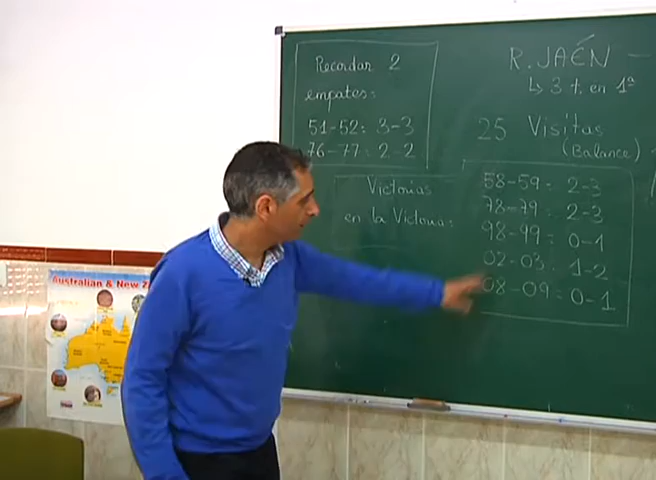 Recordar 2
empates:
51-52: 3-3
76-77: 2-2
Victorias
en la Victoria:
R. JAÉN
↳ 3 t. en 1ª
25 Visitas
(Balance)
58-59 = 2-3
78-79 = 2-3
98-99 = 0-1
02-03: 1-2
08-09 = 0-1
Australia & New